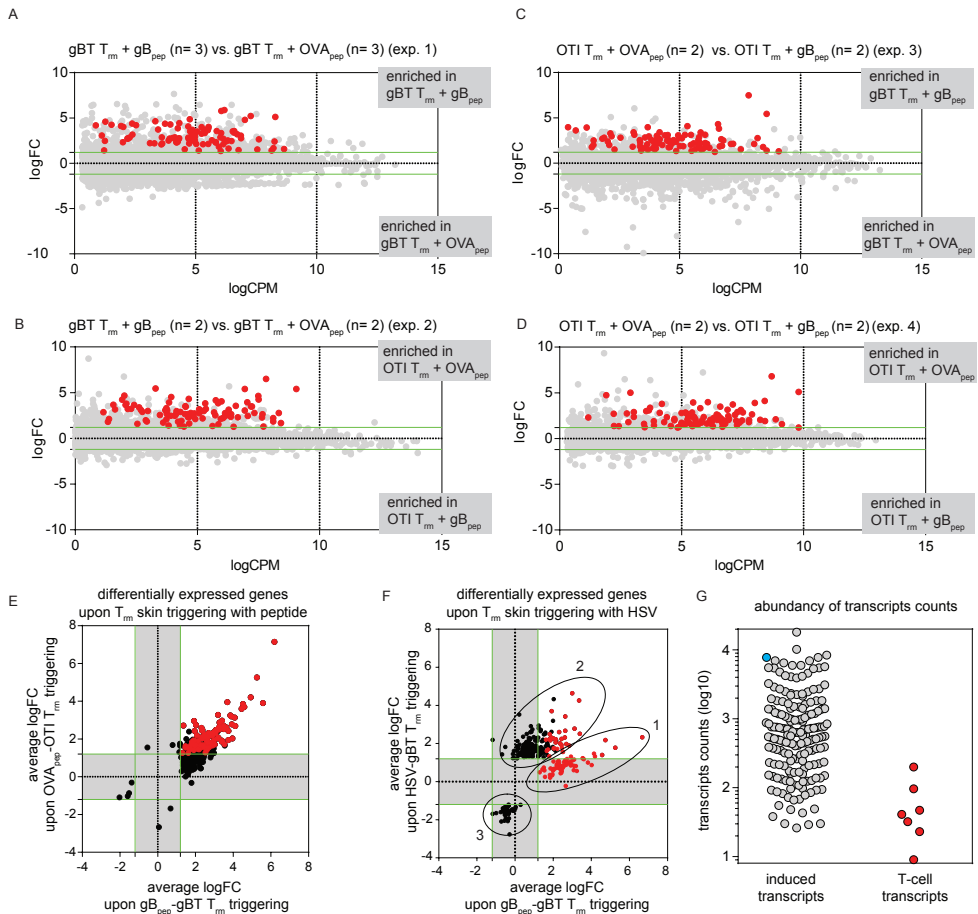 A
gBT Trm + gBpep (n= 3) vs. gBT Trm + OVApep (n= 3) (exp. 1)
10
5
0
-5
-10
logFC
enriched in
gBT Trm + gBpep
enriched in
gBT Trm + OVApep
0
5
10
15
logCPM
C
OTI Trm + OVApep (n= 2) vs. OTI Trm + gBpep (n= 2) (exp. 3)
10
5
0
-5
-10
logFC
enriched in
gBT Trm + gBpep
enriched in
gBT Trm + OVApep
0
5
10
15
logCPM
B
gBT Trm + gBpep (n= 2) vs. gBT Trm + OVApep (n= 2) (exp. 2)
10
5
0
-5
-10
logFC
enriched in
OTI Trm + OVApep
enriched in
OTI Trm + gBpep
0
5
10
15
logCPM
D
OTI Trm + OVApep (n= 2) vs. OTI Trm + gBpep (n= 2) (exp. 4)
10
5
0
-5
-10
logFC
enriched in
OTI Trm + OVApep
enriched in
OTI Trm + gBpep
0
5
10
15
logCPM
E
differentially expressed genes
upon Trm skin triggering with peptide
average logFC
upon OVApep-OTI Trm triggering
8
6
4
2
0
-2
-4
-4
-2
0
2
4
6
8
average logFC
upon gBpep-gBT Trm triggering
F
differentially expressed genes
upon Trm skin triggering with HSV
average logFC
upon HSV-gBT Trm triggering
8
6
4
2
0
-2
-4
2
1
3
-4
-2
0
2
4
6
8
average logFC
upon gBpep-gBT Trm triggering
G
abundancy of transcripts counts
transcripts counts (log10)
4
3
2
1
induced
transcripts
T-cell
transcripts